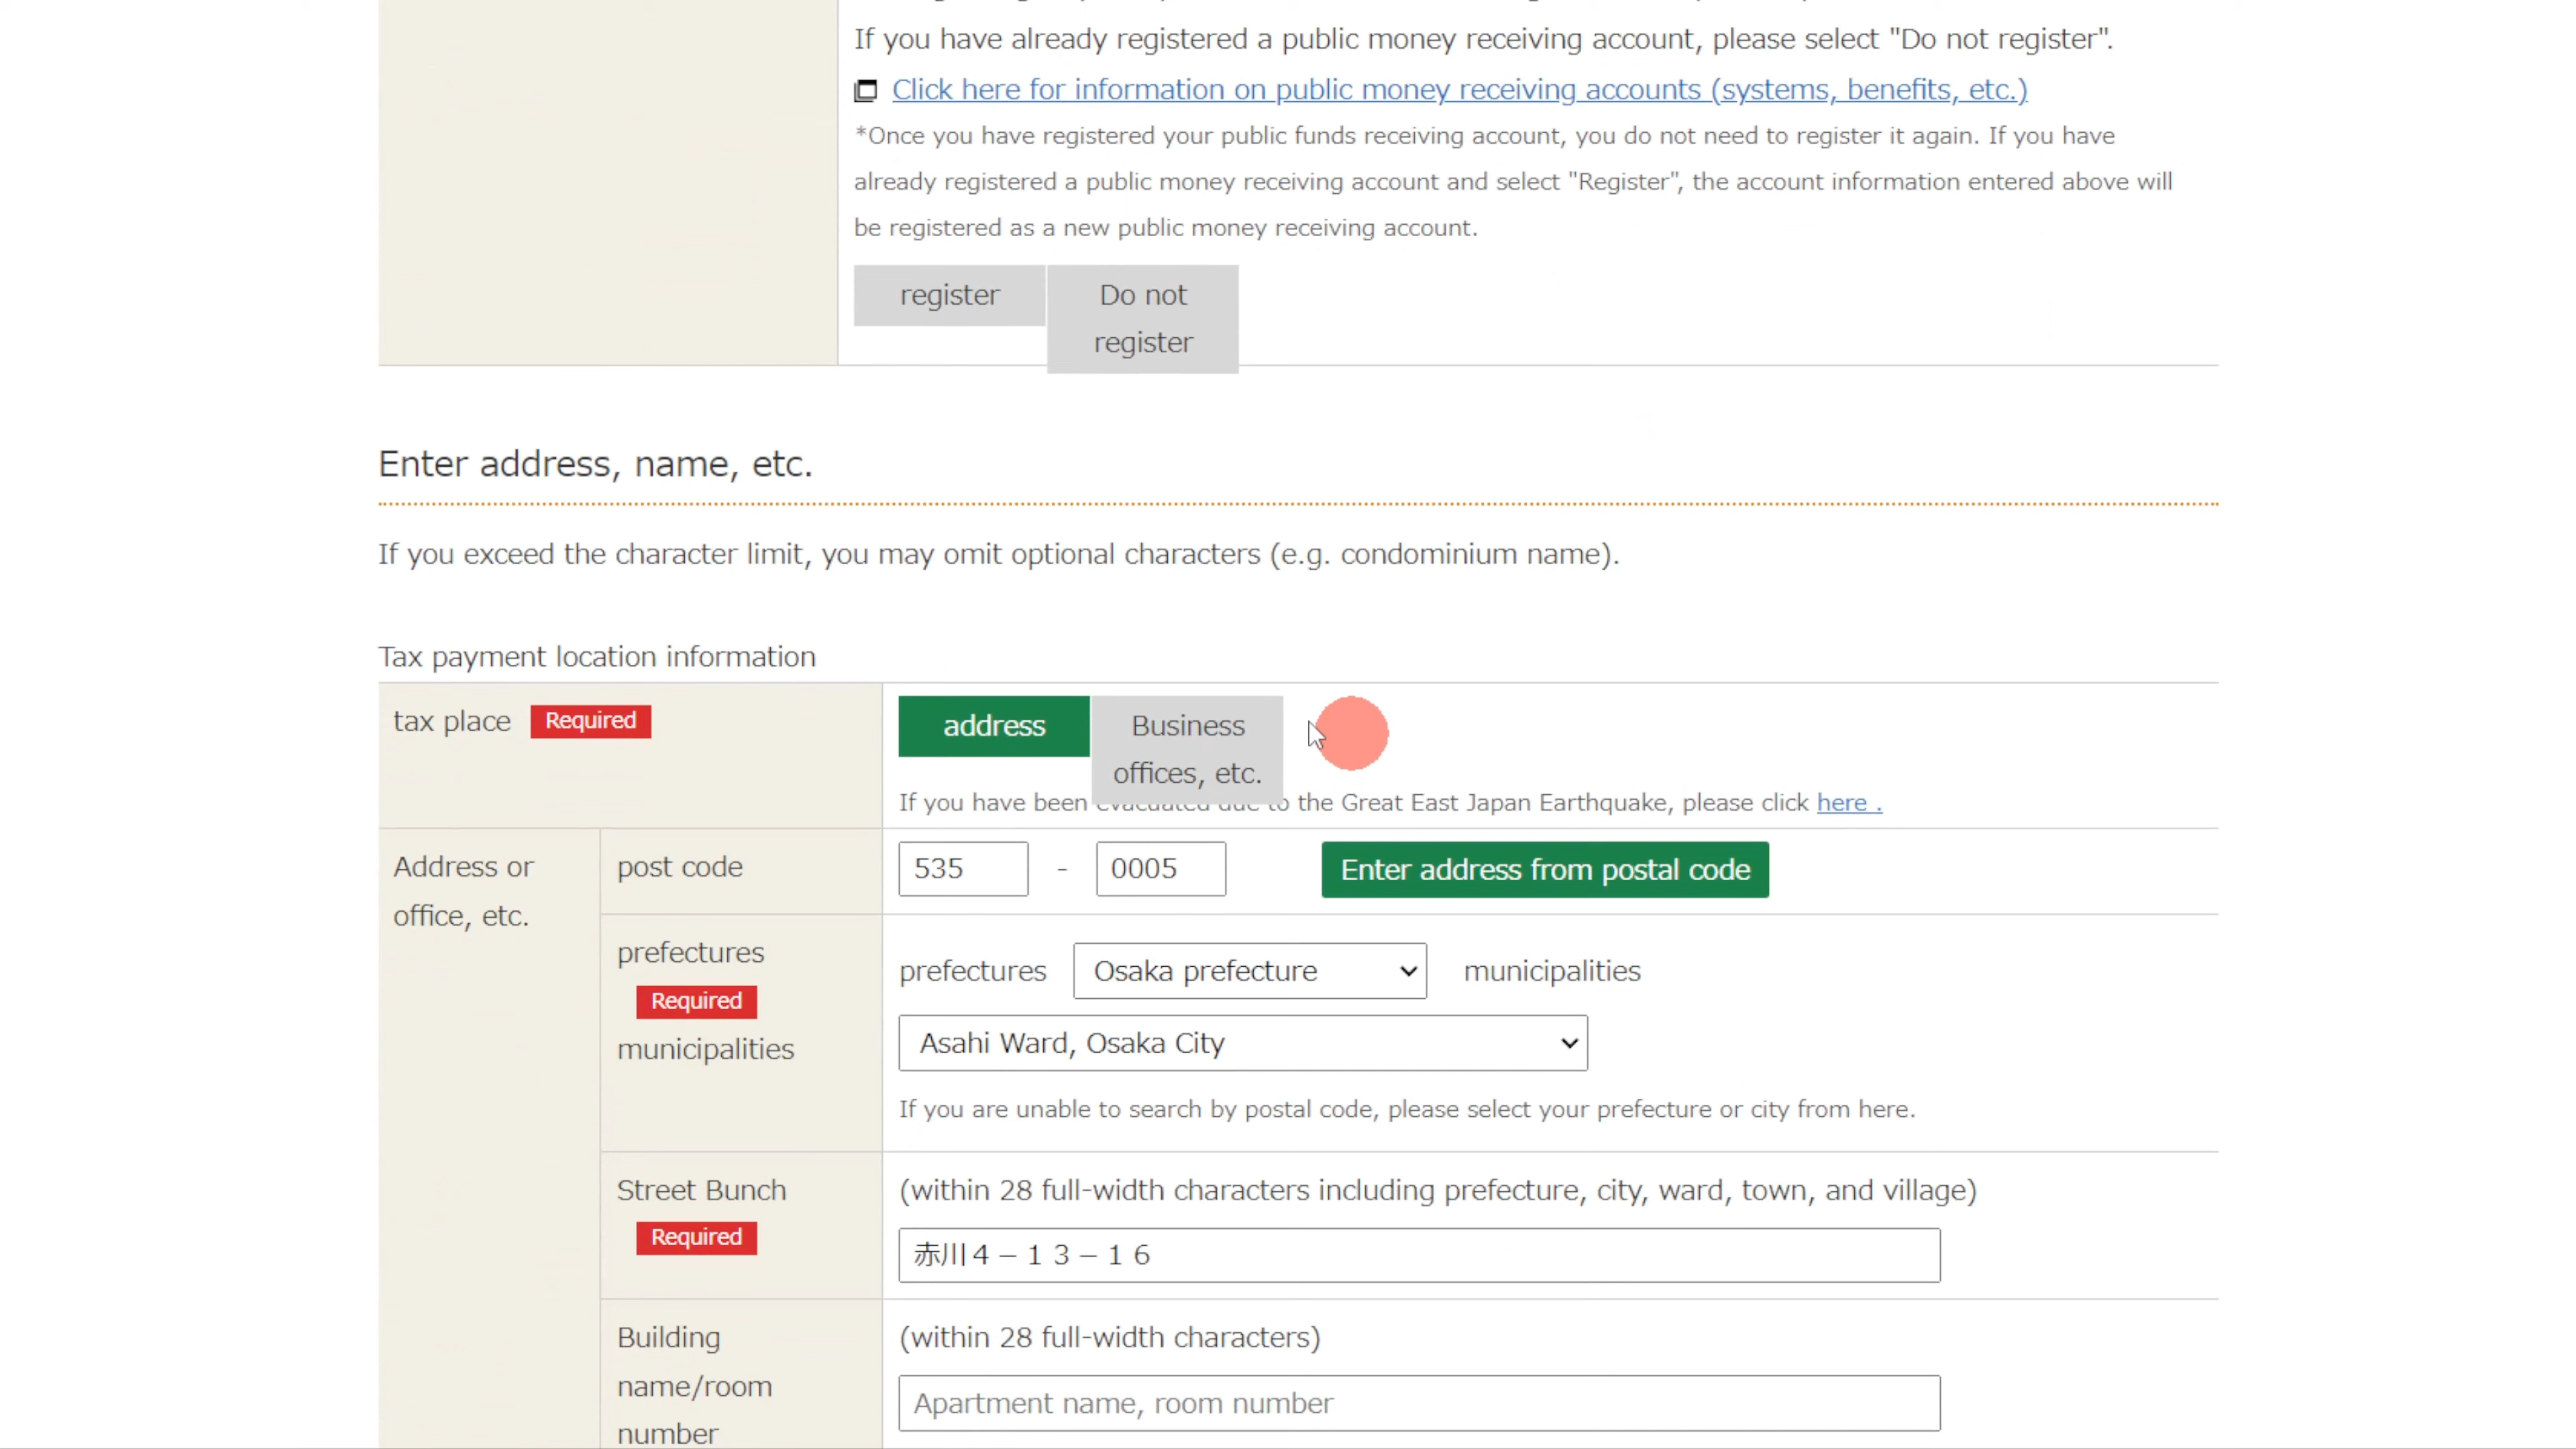 If you have already registered a public money receiving account, please select "Do not register".
Click here for information on public money receiving accounts (systems, benefits, etc.)
*Once you have registered your public funds receiving account, you do not need to register it again. If you have
already registered a public money receiving account and select "Register", the account information entered above will
be registered as a new public money receiving account.
register
Do not
register
Enter address, name, etc.
If you exceed the character limit, you may omit optional characters (e.g. condominium name).
Tax payment location information
tax place Required
address
Business
offices, etc.
If you have been evacuated due to the Great East Japan Earthquake, please click here .
Address or
office, etc.
post code
535 - 0005
Enter address from postal code
prefectures
Required
municipalities
prefectures Osaka prefecture municipalities
Asahi Ward, Osaka City
If you are unable to search by postal code, please select your prefecture or city from here.
Street Bunch
Required
(within 28 full-width characters including prefecture, city, ward, town, and village)
赤川４－１３－１６
Building
name/room
number
(within 28 full-width characters)
Apartment name, room number